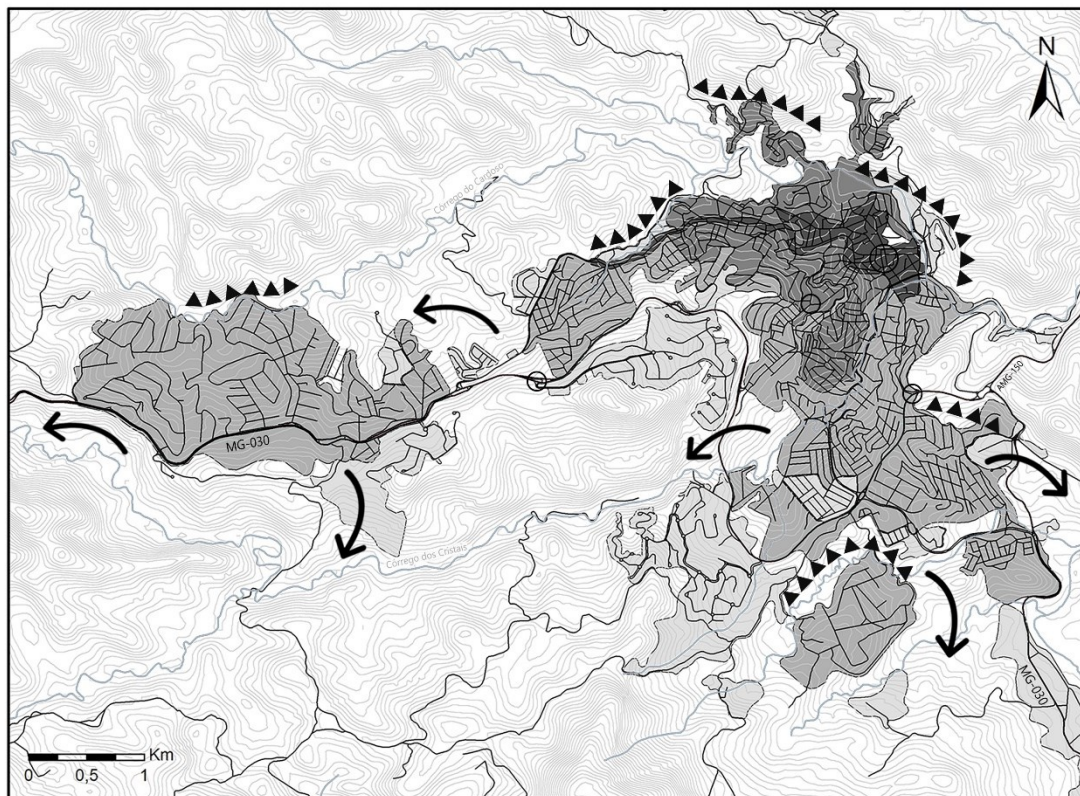 N
Córrego do Cardoso
AMG-150
MG-030
Córrego dos Cristais
MG-030
Km
0 0,5 1